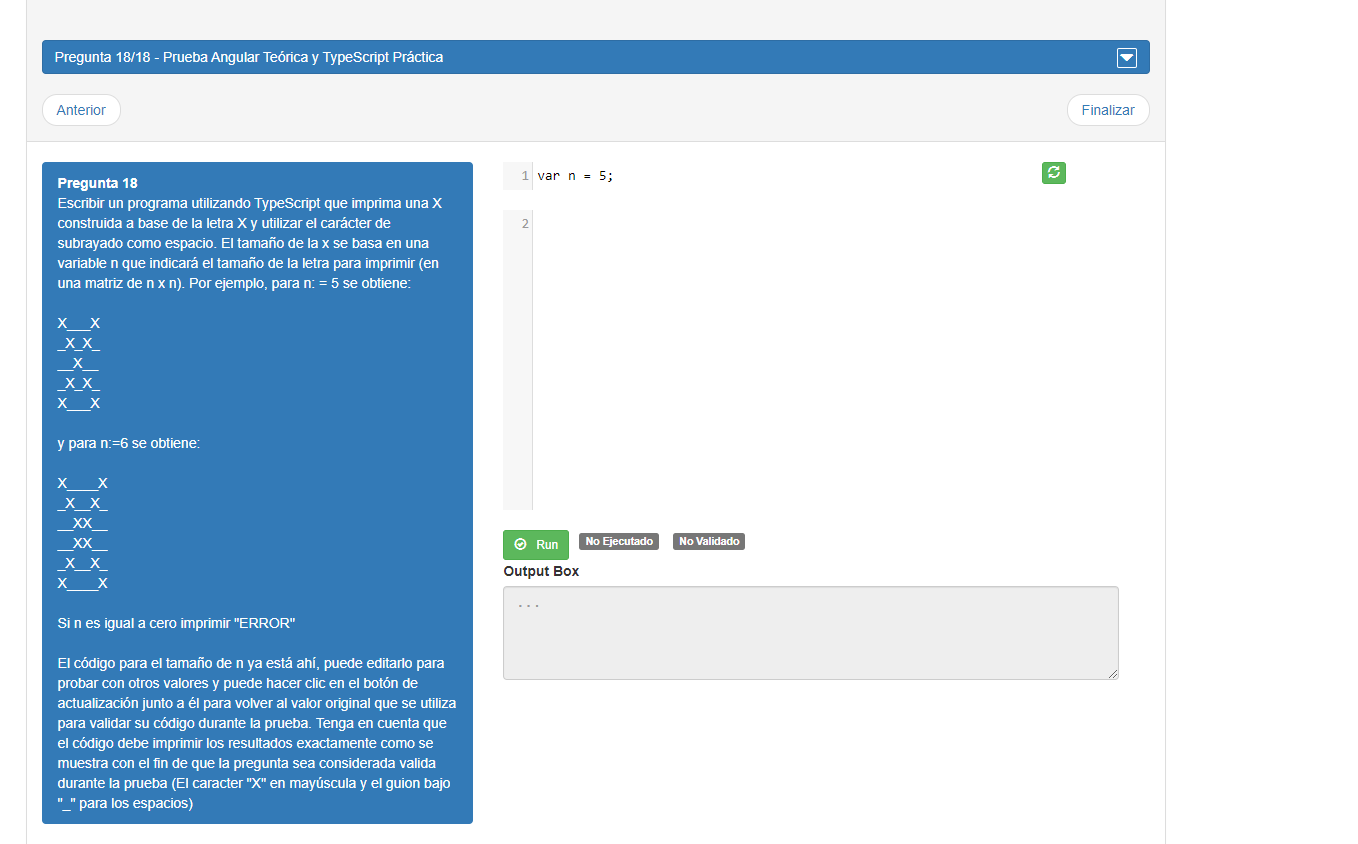 Pregunta 18/18 - Prueba Angular Teórica y TypeScript Práctica
Anterior
Finalizar
Pregunta 18
Escribir un programa utilizando TypeScript que imprima una X
construida a base de la letra X y utilizar el carácter de
subrayado como espacio. El tamaño de la x se basa en una
variable n que indicará el tamaño de la letra para imprimir (en
una matriz de n x n). Por ejemplo, para n: = 5 se obtiene:
X___X
_X_X_
__X__
_X_X_
X___X
y para n:=6 se obtiene:
X____X
_X__X_
__XX__
__XX__
_X__X_
X____X
Si n es igual a cero imprimir "ERROR"
El código para el tamaño de n ya está ahí, puede editarlo para
probar con otros valores y puede hacer clic en el botón de
actualización junto a él para volver al valor original que se utiliza
para validar su código durante la prueba. Tenga en cuenta que
el código debe imprimir los resultados exactamente como se
muestra con el fin de que la pregunta sea considerada valida
durante la prueba (El caracter "X" en mayúscula y el guion bajo
"_" para los espacios)
1 var n = 5;
2
Run No Ejecutado No Validado
Output Box
...